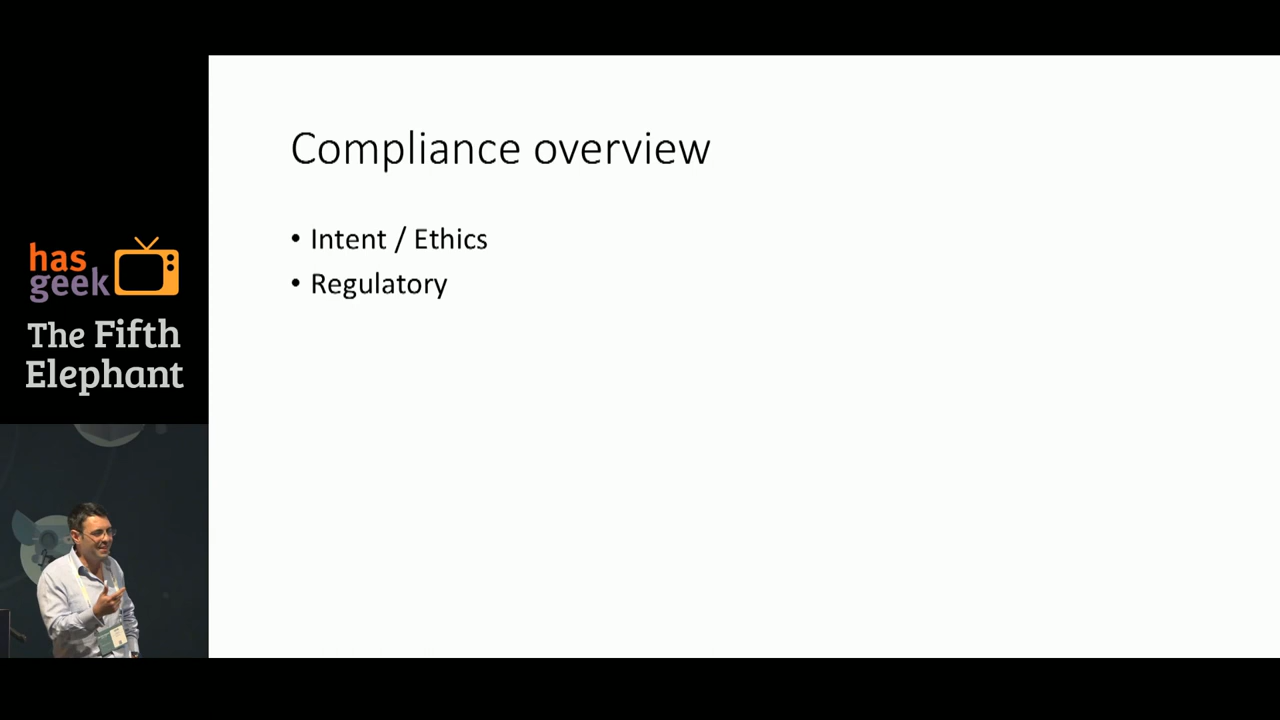 Compliance overview
• Intent / Ethics
• Regulatory
has
geek
The Fifth
Elephant